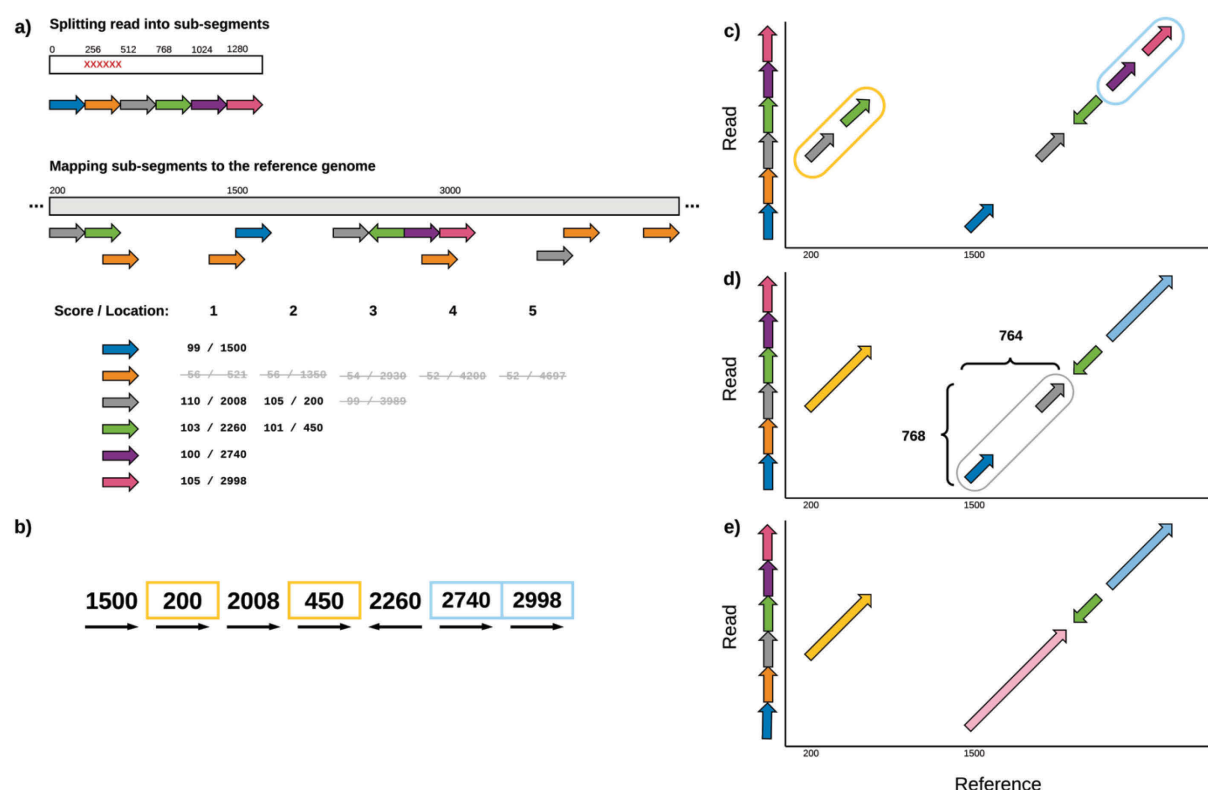 a)
Splitting read into sub-segments
0 256 512 768 1024 1280
XXXXXX
Mapping sub-segments to the reference genome
200 1500 3000
... ...
Score / Location: 1 2 3 4 5
99 / 1500
56 / 521 56 / 1350 54 / 2930 52 / 4200 52 / 4697
110 / 2008 105 / 200 99 / 3989
103 / 2260 101 / 450
100 / 2740
105 / 2998
b)
1500 200 2008 450 2260 2740 2998
c)
Read
200 1500
d)
Read
764
768
200 1500
e)
Read
200 1500
Reference